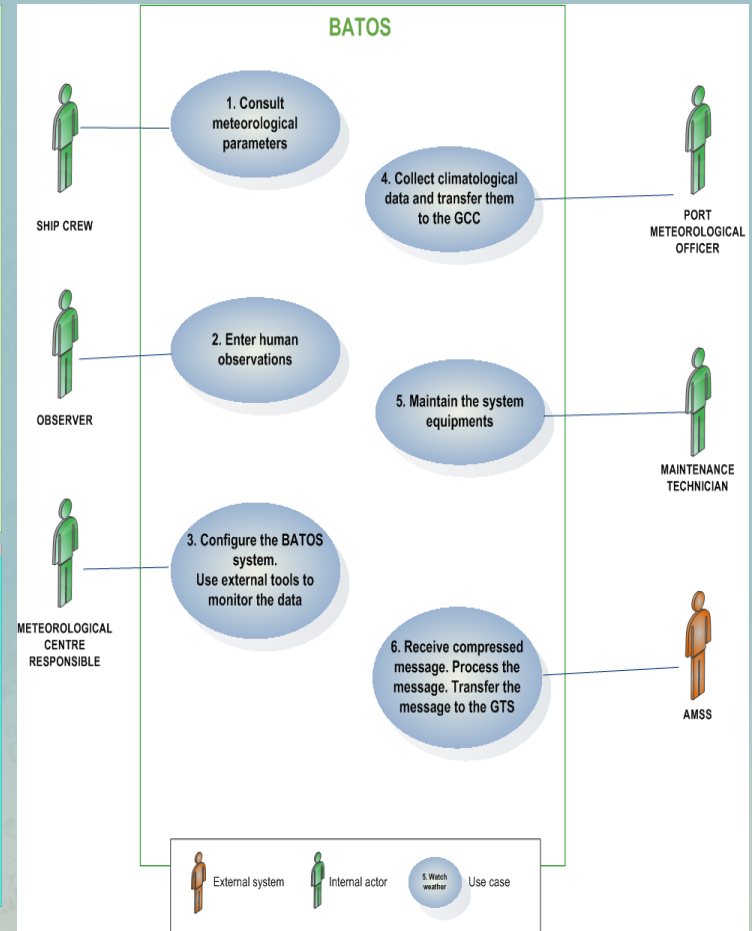 BATOS
1. Consult
meteorological
parameters
SHIP CREW
4. Collect climatological
data and transfer them
to the GCC
PORT
METEOROLOGICAL
OFFICER
2. Enter human
observations
OBSERVER
5. Maintain the system
equipments
MAINTENANCE
TECHNICIAN
3. Configure the BATOS
system.
Use external tools to
monitor the data
METEOROLOGICAL
CENTRE
RESPONSIBLE
6. Receive compressed
message. Process the
message. Transfer the
message to the GTS
AMSS
External system
Internal actor
5. Watch
weather
Use case